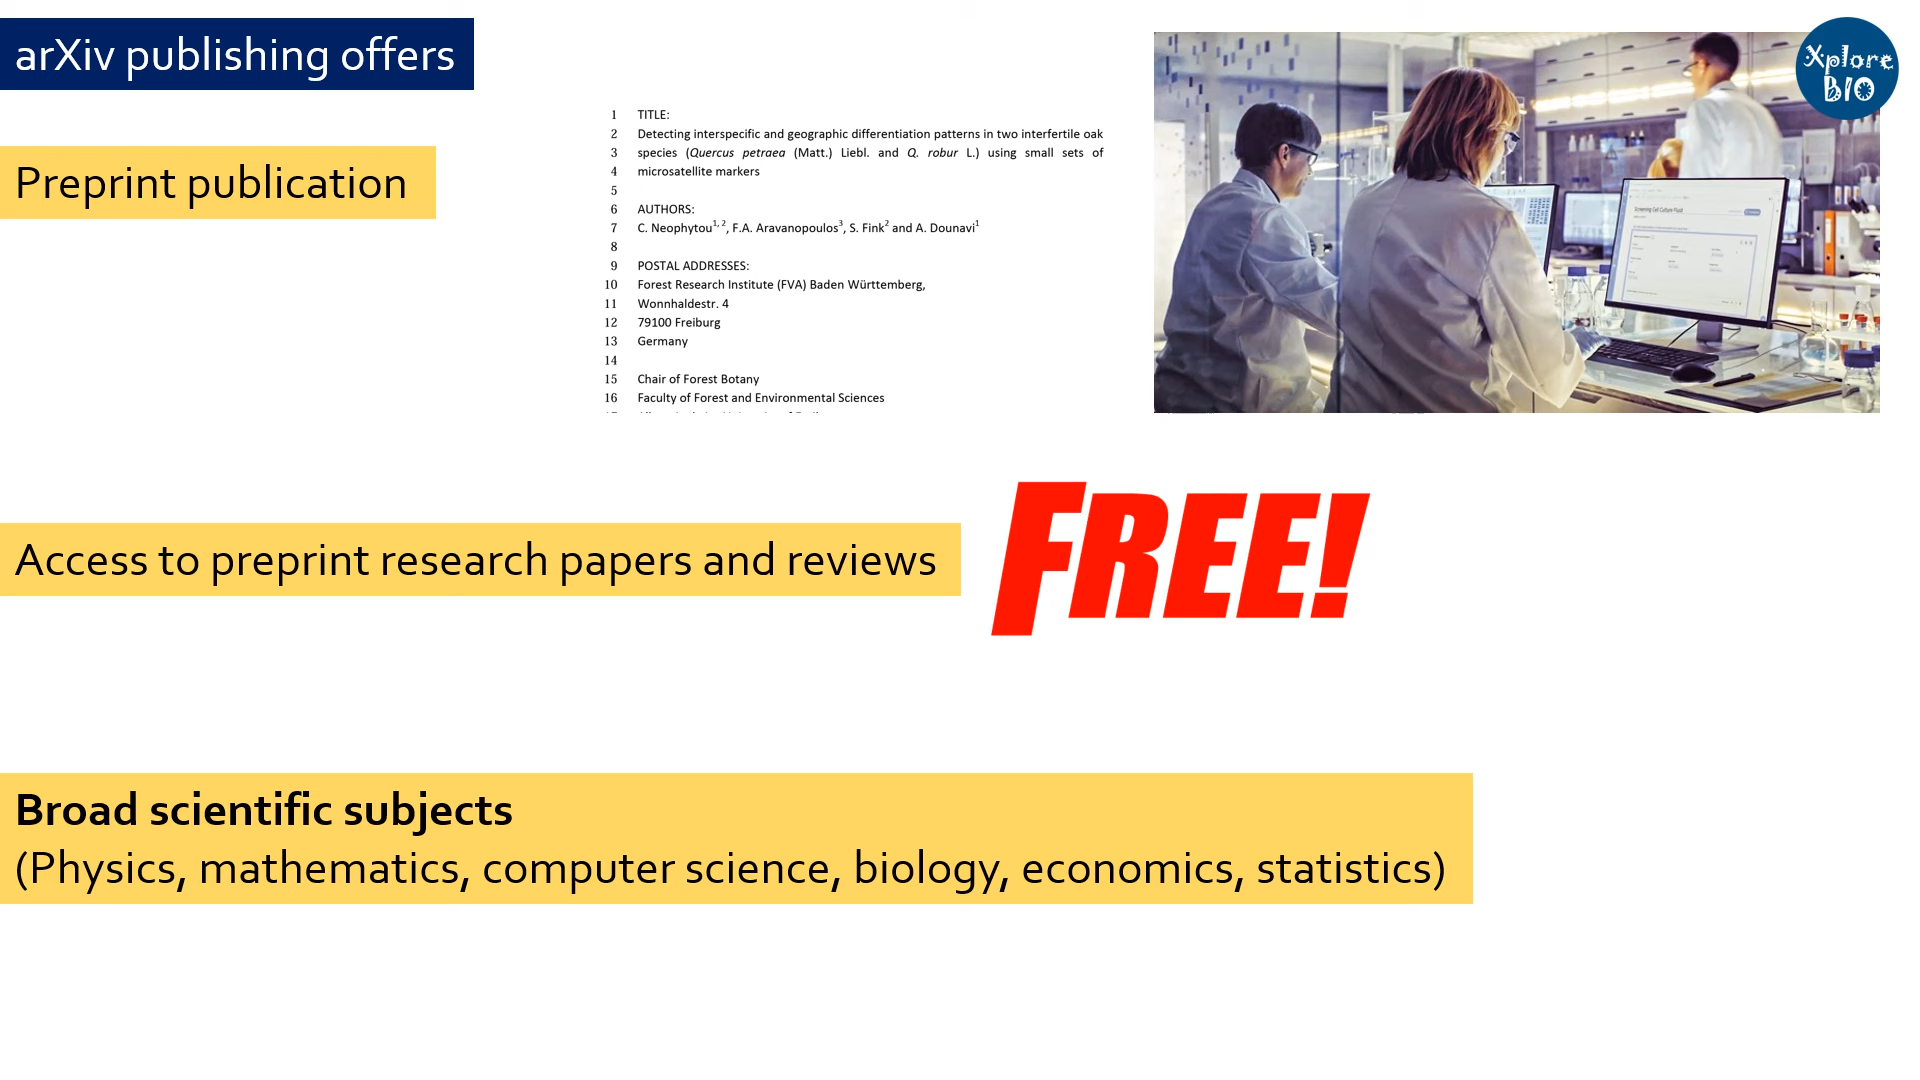 arXiv publishing offers
Xplore
BIO
Preprint publication
1 TITLE:
2 Detecting interspecific and geographic differentiation patterns in two interfertile oak
3 species (Quercus petraea (Matt.) Liebl. and Q. robur L.) using small sets of
4 microsatellite markers
5
6 AUTHORS:
7 C. Neophytou1, 2, F.A. Aravanopoulos3, S. Fink2 and A. Dounavi1
8
9 POSTAL ADDRESSES:
10 Forest Research Institute (FVA) Baden Württemberg,
11 Wonnhaldestr. 4
12 79100 Freiburg
13 Germany
14
15 Chair of Forest Botany
16 Faculty of Forest and Environmental Sciences
Screening Cell Culture Fluid
Access to preprint research papers and reviews
FREE!
Broad scientific subjects
(Physics, mathematics, computer science, biology, economics, statistics)